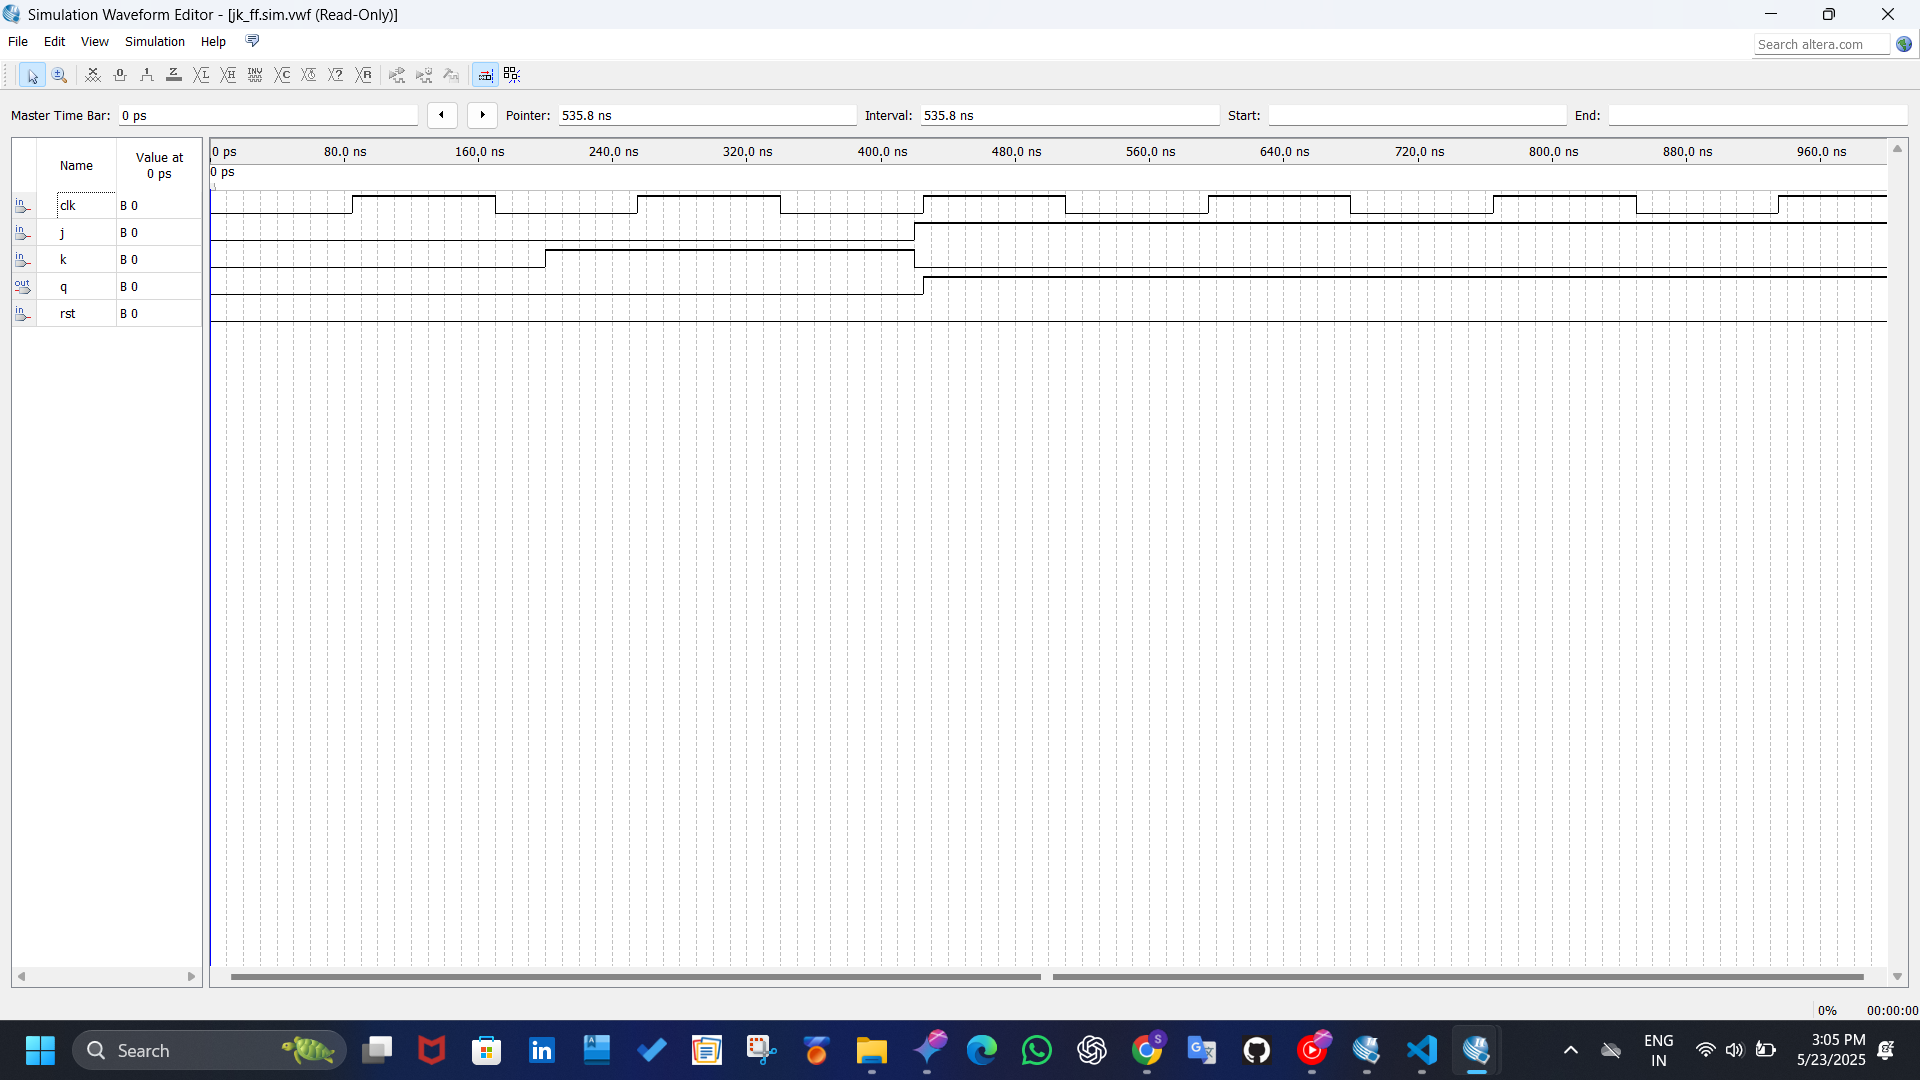 Simulation Waveform Editor - [jk_ff.sim.vwf (Read-Only)]
File Edit View Simulation Help
Search altera.com
Master Time Bar: 0 ps Pointer: 535.8 ns Interval: 535.8 ns Start: End:
Name Value at 0 ps
0 ps 80.0 ns 160.0 ns 240.0 ns 320.0 ns 400.0 ns 480.0 ns 560.0 ns 640.0 ns 720.0 ns 800.0 ns 880.0 ns 960.0 ns
0 ps
in clk B 0
in j B 0
in k B 0
out q B 0
in rst B 0
0% 00:00:00
Search
ENG
IN
3:05 PM
5/23/2025